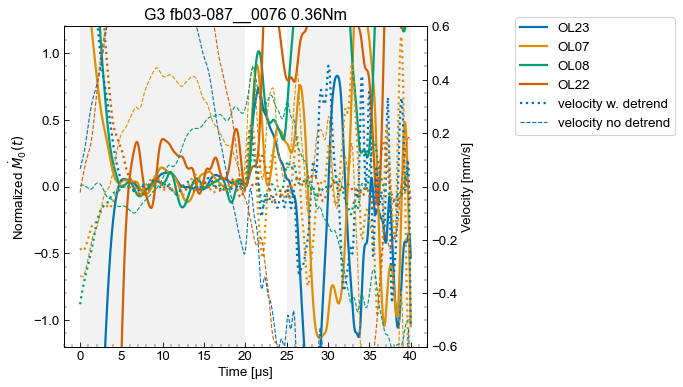 G3 fb03-087__0076 0.36Nm
1.0
0.5
0.0
−0.5
−1.0
Normalized Ṁ₀(t)
0.6
0.4
0.2
0.0
−0.2
−0.4
−0.6
Velocity [mm/s]
0 5 10 15 20 25 30 35 40
Time [μs]
OL23
OL07
OL08
OL22
velocity w. detrend
velocity no detrend